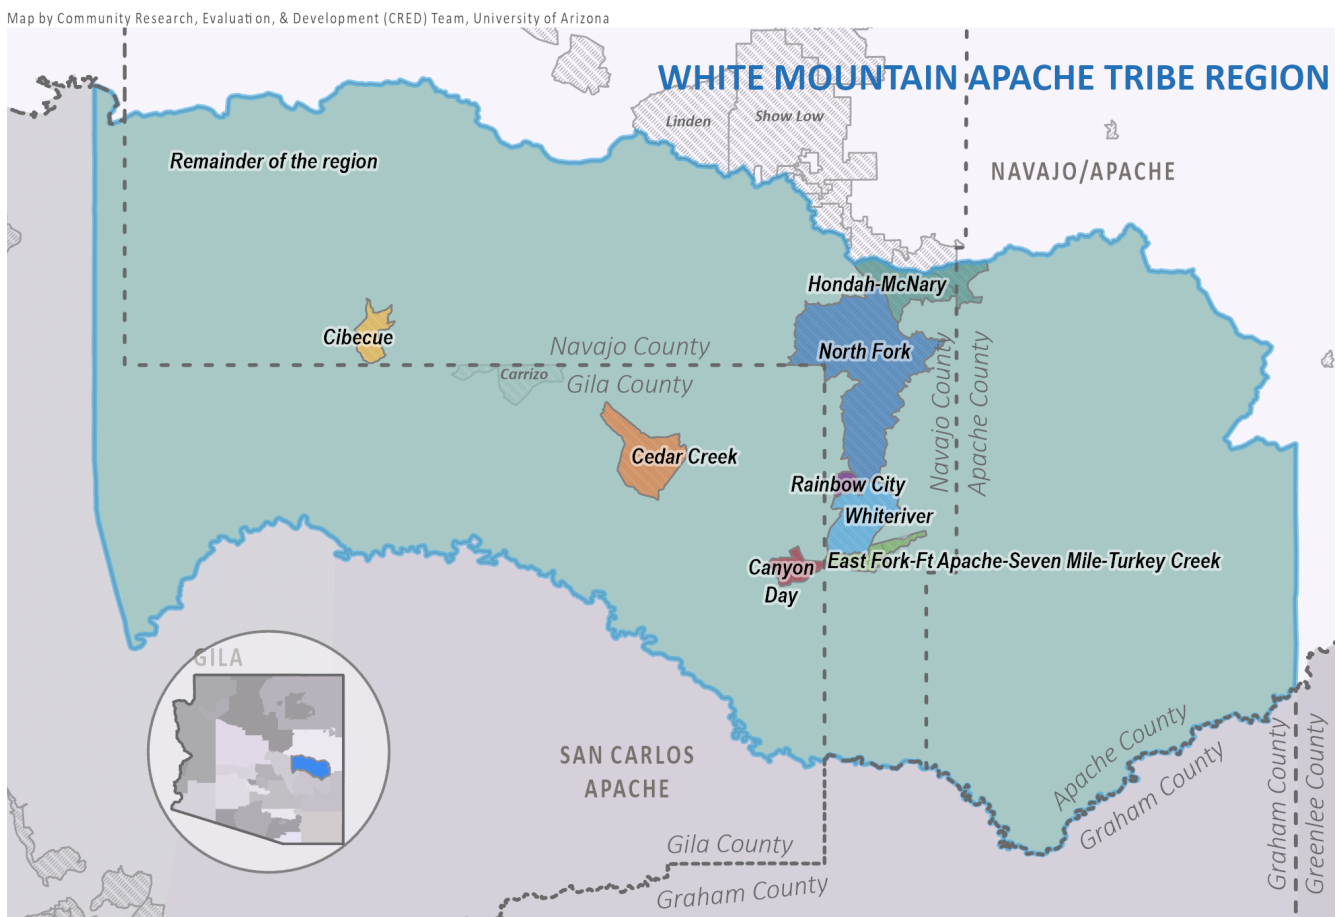 Map by Community Research, Evaluation, & Development (CRED) Team, University of Arizona
WHITE MOUNTAIN APACHE TRIBE REGION
Linden
Show Low
Remainder of the region
NAVAJO/APACHE
Hondah-McNary
Cibecue
Navajo County
North Fork
Carrizo
Gila County
Navajo County
Apache County
Cedar Creek
Rainbow City
Whiteriver
Canyon
Day
East Fork-Ft Apache-Seven Mile-Turkey Creek
GILA
SAN CARLOS
APACHE
Apache County
Graham County
Graham County
Greenlee County
Gila County
Graham County